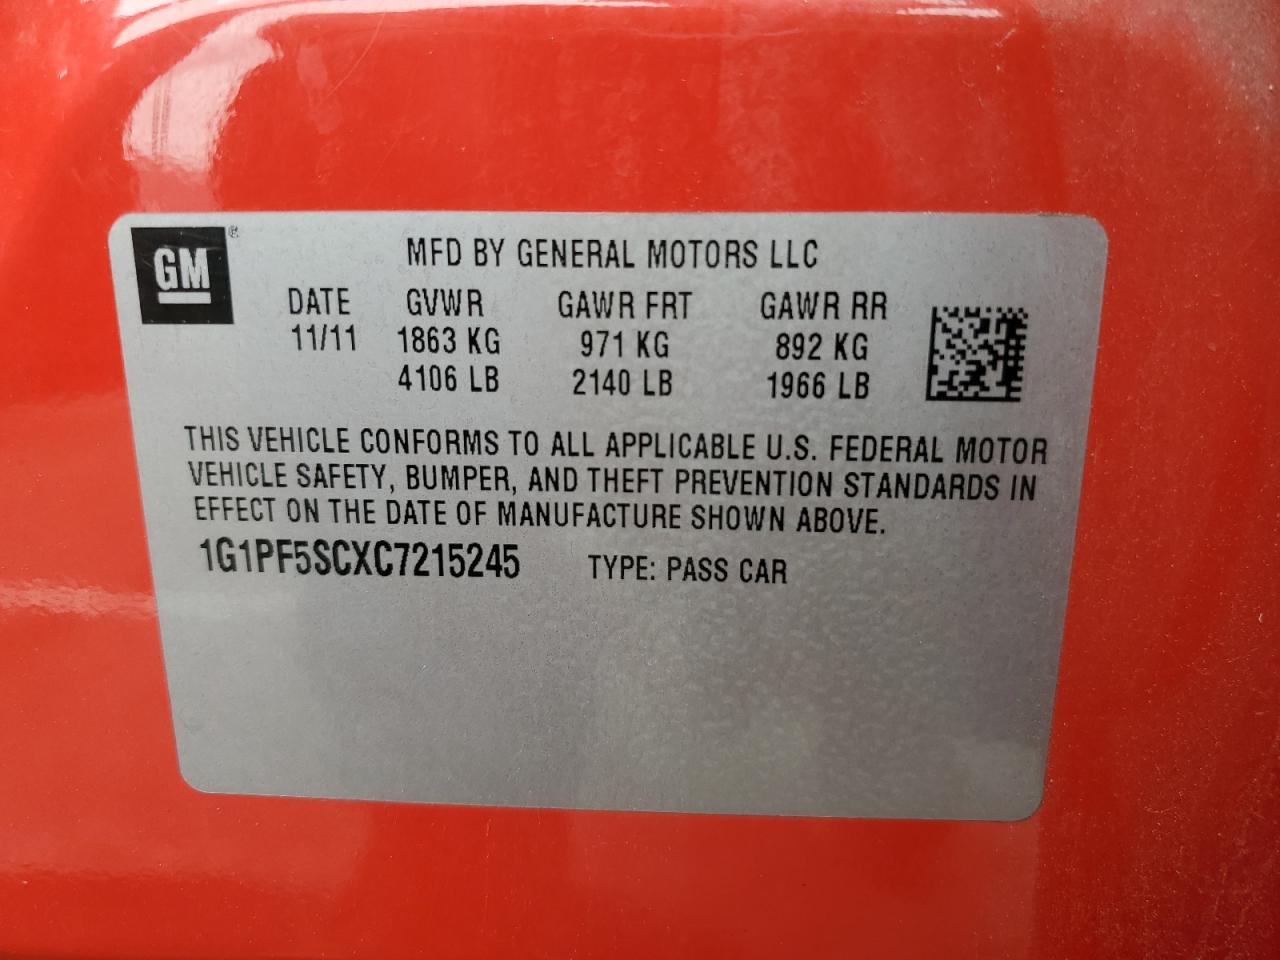 GM®
MFD BY GENERAL MOTORS LLC
DATE GVWR GAWR FRT GAWR RR
11/11 1863 KG 971 KG 892 KG
4106 LB 2140 LB 1966 LB
THIS VEHICLE CONFORMS TO ALL APPLICABLE U.S. FEDERAL MOTOR
VEHICLE SAFETY, BUMPER, AND THEFT PREVENTION STANDARDS IN
EFFECT ON THE DATE OF MANUFACTURE SHOWN ABOVE.
1G1PF5SCXC7215245 TYPE: PASS CAR